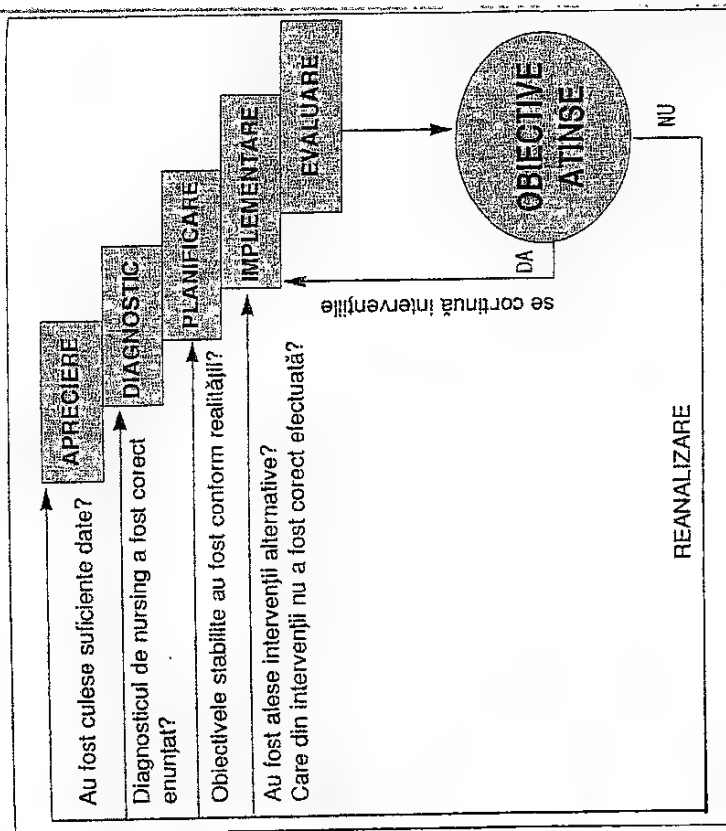 APRECIERE
Au fost culese suficiente date?
DIAGNOSTIC
Diagnosticul de nursing a fost corect
enunțat?
PLANIFICARE
Obiectivele stabilite au fost conform realității?
IMPLEMENTARE
Au fost alese intervenții alternative?
Care din intervenții nu a fost corect efectuată?
EVALUARE
se continuă intervențiile
DA
OBIECTIVE
ATINSE
NU
REANALIZARE